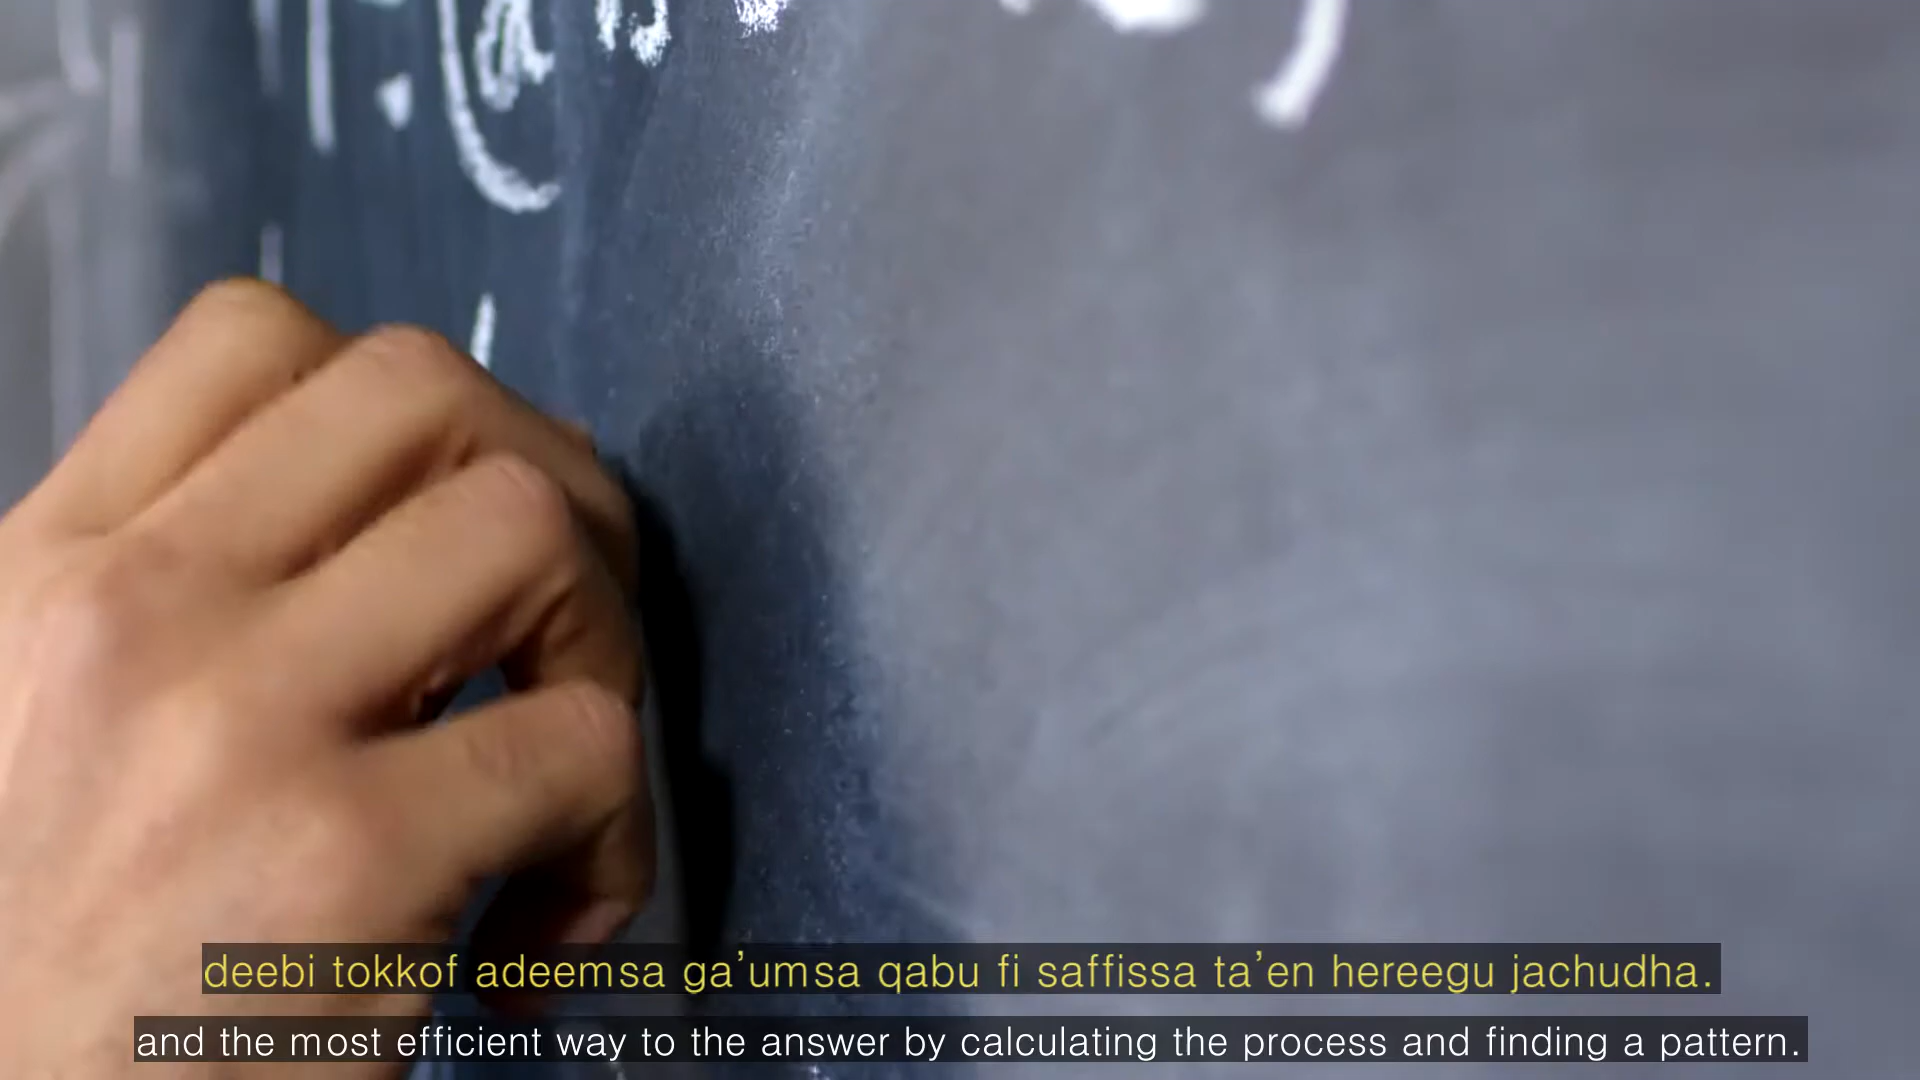 deebi tokkof adeemsa ga’umsa qabu fi saffissa ta’en hereegu jachudha.
and the most efficient way to the answer by calculating the process and finding a pattern.